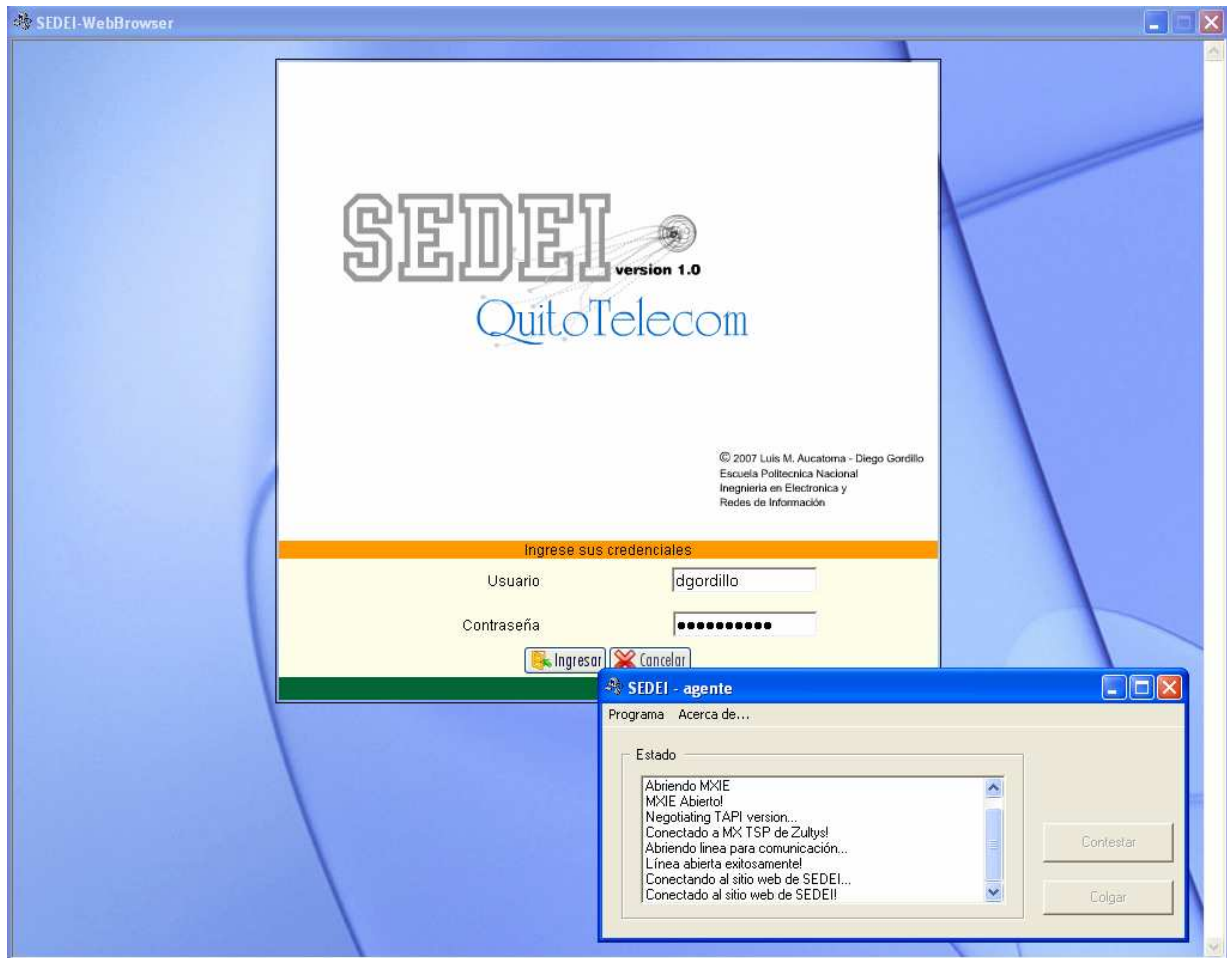 SEDEI-WebBrowser
SEDEI
version 1.0
QuitoTelecom
© 2007 Luis M. Aucatoma - Diego Gordillo
Escuela Politecnica Nacional
Inegnieria en Electronica y
Redes de Información
Ingrese sus credenciales
Usuario
dgordillo
Contraseña
●●●●●●●●●●
Ingresar Cancelar
SEDEI - agente
Programa Acerca de...
Estado
Abriendo MXIE
MXIE Abierto!
Negotiating TAPI version...
Conectado a MX TSP de Zultys!
Abriendo linea para comunicación...
Línea abierta exitosamente!
Conectando al sitio web de SEDEI...
Conectado al sitio web de SEDEI!
Contestar
Colgar